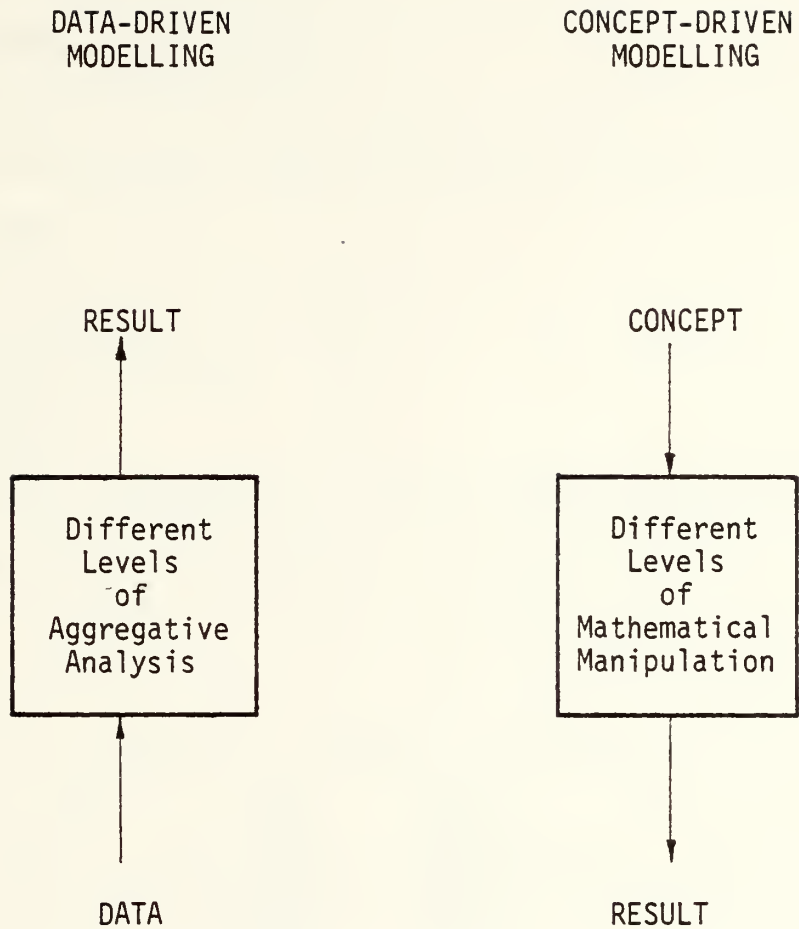 DATA-DRIVEN
MODELLING
RESULT
Different
Levels
of
Aggregative
Analysis
DATA
CONCEPT-DRIVEN
MODELLING
CONCEPT
Different
Levels
of
Mathematical
Manipulation
RESULT